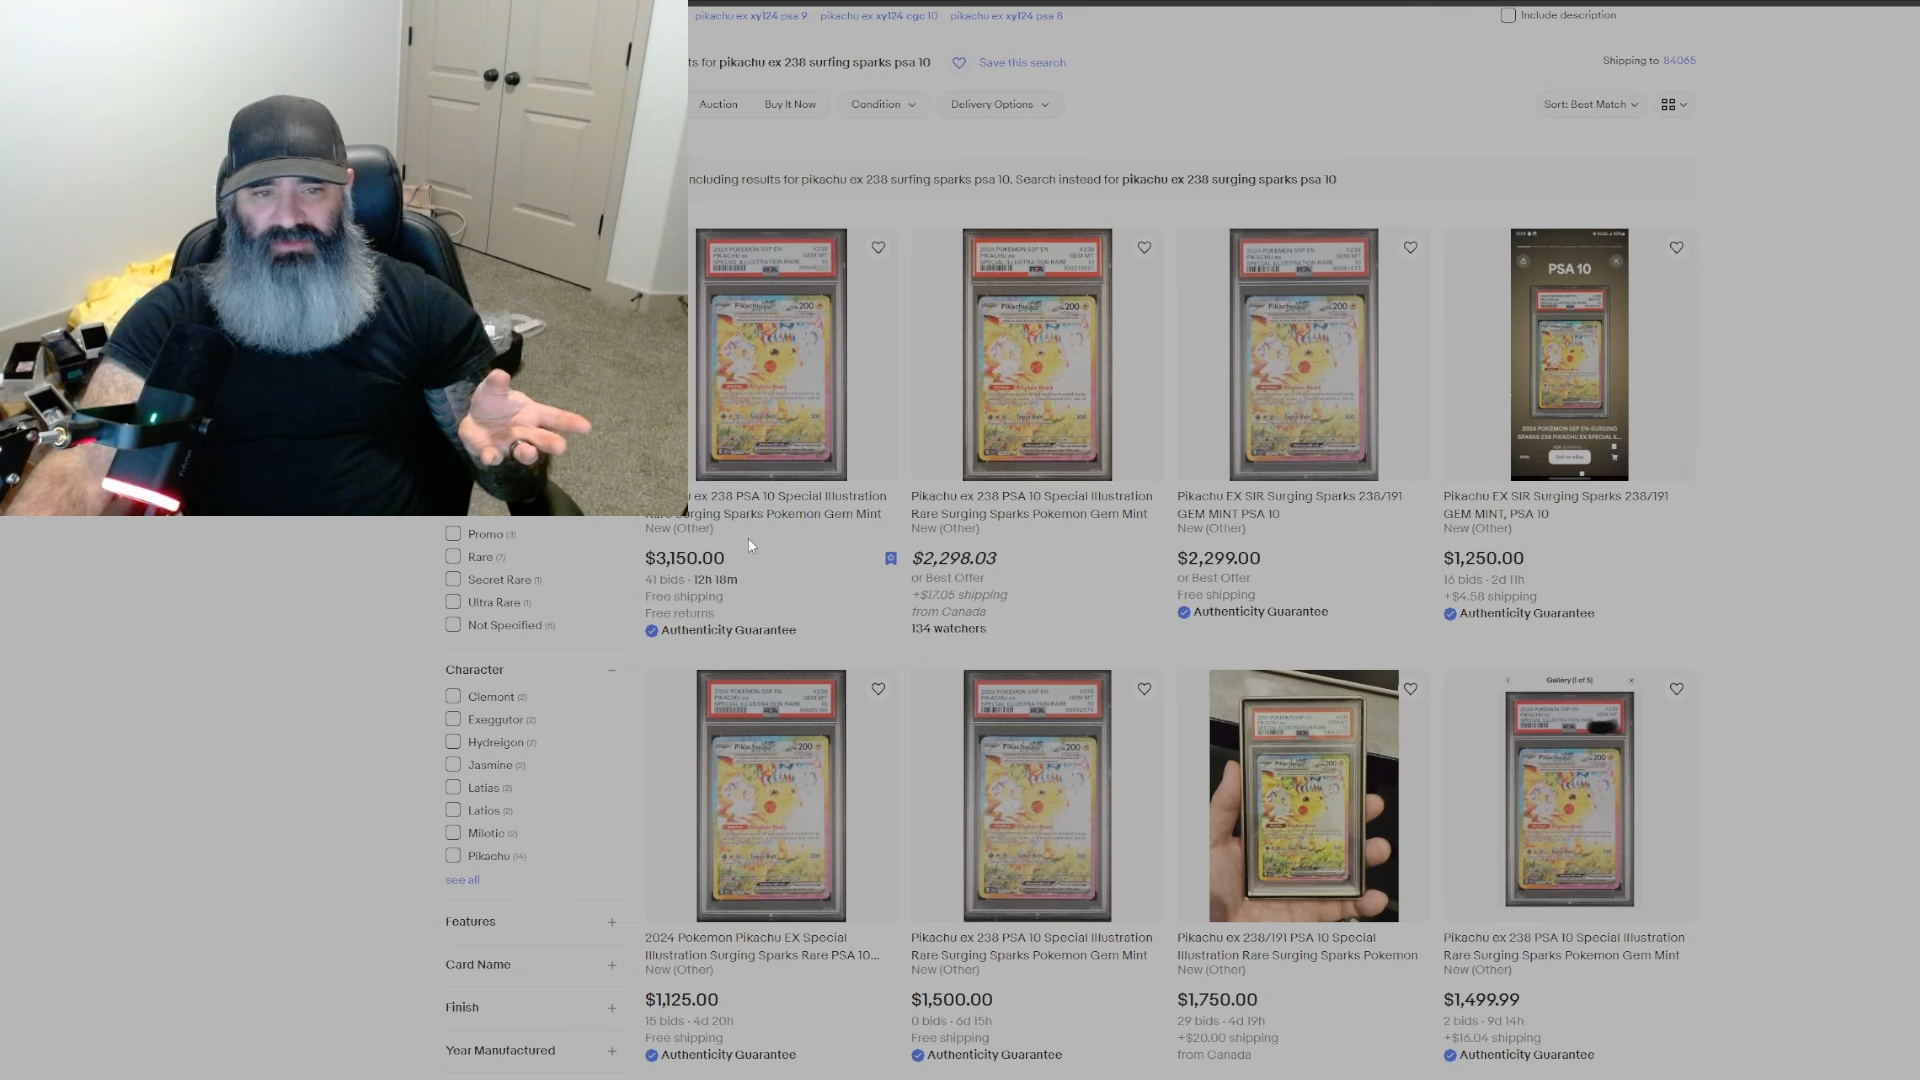 pikachu ex xy124 psa 9 pikachu ex xy124 cgc 10 pikachu ex xy124 psa 8
Include description
ts for pikachu ex 238 surfing sparks psa 10
Save this search
Shipping to 84065
Auction
Buy It Now
Condition
Delivery Options
Sort: Best Match
ncluding results for pikachu ex 238 surfing sparks psa 10. Search instead for pikachu ex 238 surging sparks psa 10
ex 238 PSA 10 Special Illustration
Rare Surging Sparks Pokemon Gem Mint
New (Other)
$3,150.00
41 bids · 12h 18m
Free shipping
Free returns
Authenticity Guarantee
Pikachu ex 238 PSA 10 Special Illustration
Rare Surging Sparks Pokemon Gem Mint
New (Other)
$2,298.03
or Best Offer
+$17.05 shipping
from Canada
134 watchers
Pikachu EX SIR Surging Sparks 238/191
GEM MINT PSA 10
New (Other)
$2,299.00
or Best Offer
Free shipping
Authenticity Guarantee
PSA 10
Pikachu EX SIR Surging Sparks 238/191
GEM MINT, PSA 10
New (Other)
$1,250.00
16 bids · 2d 11h
+$4.58 shipping
Authenticity Guarantee
Promo (3)
Rare (7)
Secret Rare (1)
Ultra Rare (1)
Not Specified (5)
Character
Clemont (2)
Exeggutor (2)
Hydreigon (2)
Jasmine (2)
Latias (2)
Latios (2)
Milotic (2)
Pikachu (14)
see all
Features
Card Name
Finish
Year Manufactured
2024 Pokemon Pikachu EX Special
Illustration Surging Sparks Rare PSA 10...
New (Other)
$1,125.00
15 bids · 4d 20h
Free shipping
Authenticity Guarantee
Pikachu ex 238 PSA 10 Special Illustration
Rare Surging Sparks Pokemon Gem Mint
New (Other)
$1,500.00
0 bids · 6d 15h
Free shipping
Authenticity Guarantee
Pikachu ex 238/191 PSA 10 Special
Illustration Rare Surging Sparks Pokemon
New (Other)
$1,750.00
29 bids · 4d 19h
+$20.00 shipping
from Canada
Gallery (1 of 5)
Pikachu ex 238 PSA 10 Special Illustration
Rare Surging Sparks Pokemon Gem Mint
New (Other)
$1,499.99
2 bids · 9d 14h
+$16.04 shipping
Authenticity Guarantee